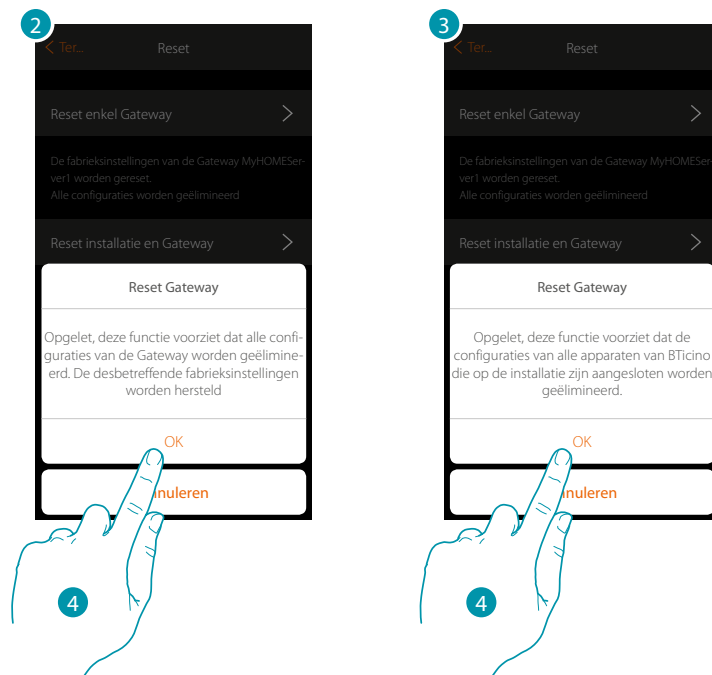 2
< Ter...
Reset
Reset enkel Gateway
De fabrieksinstellingen van de Gateway MyHOMESer-
ver1 worden gereset.
Alle configuraties worden geëlimineerd
Reset installatie en Gateway
Reset Gateway
Opgelet, deze functie voorziet dat alle confi-
guraties van de Gateway worden geëlimine-
erd. De desbetreffende fabrieksinstellingen
worden hersteld
OK
nuleren
4
3
< Ter...
Reset
Reset enkel Gateway
De fabrieksinstellingen van de Gateway MyHOMESer-
ver1 worden gereset.
Alle configuraties worden geëlimineerd
Reset installatie en Gateway
Reset Gateway
Opgelet, deze functie voorziet dat de
configuraties van alle apparaten van BTicino
die op de installatie zijn aangesloten worden
geëlimineerd.
OK
nuleren
4